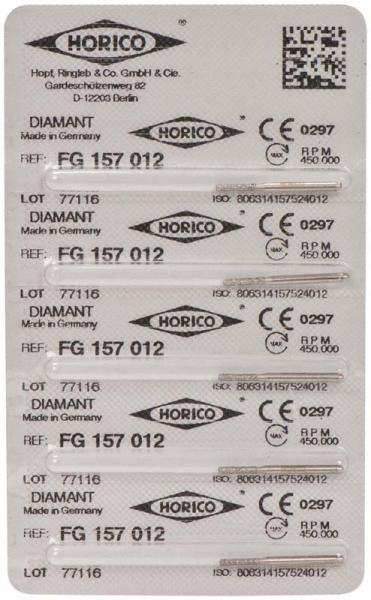 HORICO ®
Hopf, Ringleb & Co. GmbH & Cie.
Gardeschützenweg 82
D-12203 Berlin
DIAMANT HORICO ® CE 0297
Made in Germany
MAX RPM 450.000
REF: FG 157 012
LOT 77116 ISO: 806314157524012
DIAMANT HORICO ® CE 0297
Made in Germany
MAX RPM 450.000
REF: FG 157 012
LOT 77116 ISO: 806314157524012
DIAMANT HORICO ® CE 0297
Made in Germany
MAX RPM 450.000
REF: FG 157 012
LOT 77116 ISO: 806314157524012
DIAMANT HORICO ® CE 0297
Made in Germany
MAX RPM 450.000
REF: FG 157 012
LOT 77116 ISO: 806314157524012
DIAMANT HORICO ® CE 0297
Made in Germany
MAX RPM 450.000
REF: FG 157 012
LOT 77116 ISO: 806314157524012